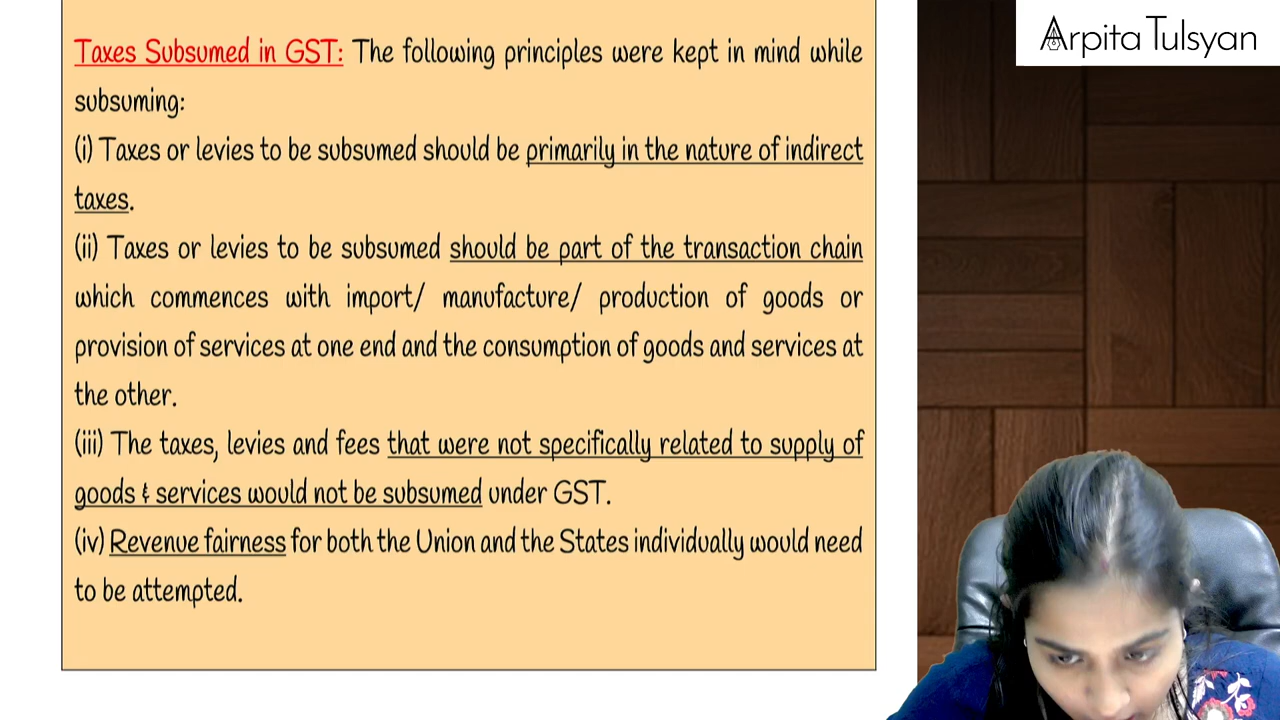 Arpita Tulsyan
Taxes Subsumed in GST: The following principles were kept in mind while
subsuming:
(i) Taxes or levies to be subsumed should be primarily in the nature of indirect
taxes.
(ii) Taxes or levies to be subsumed should be part of the transaction chain
which commences with import/ manufacture/ production of goods or
provision of services at one end and the consumption of goods and services at
the other.
(iii) The taxes, levies and fees that were not specifically related to supply of
goods & services would not be subsumed under GST.
(iv) Revenue fairness for both the Union and the States individually would need
to be attempted.